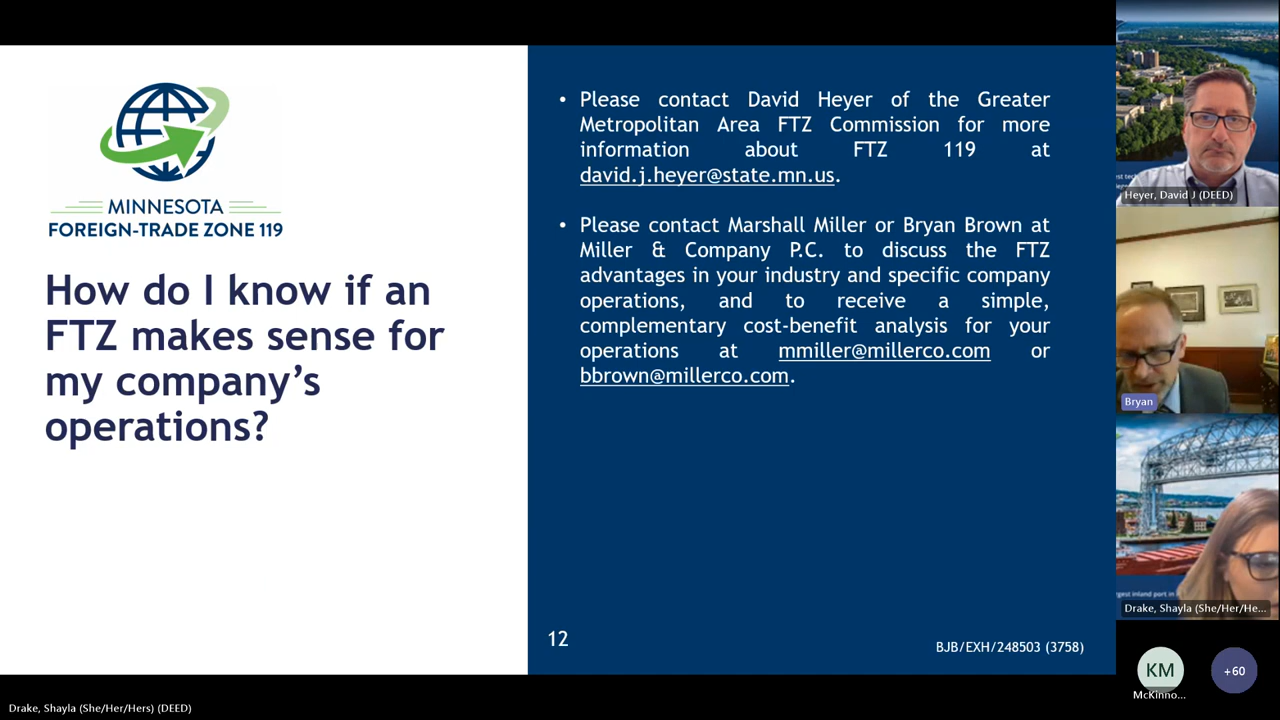 MINNESOTA
FOREIGN-TRADE ZONE 119
How do I know if an
FTZ makes sense for
my company's
operations?
• Please contact David Heyer of the Greater
Metropolitan Area FTZ Commission for more
information about FTZ 119 at
david.j.heyer@state.mn.us.
• Please contact Marshall Miller or Bryan Brown at
Miller & Company P.C. to discuss the FTZ
advantages in your industry and specific company
operations, and to receive a simple,
complementary cost-benefit analysis for your
operations at mmiller@millerco.com or
bbrown@millerco.com.
12
BJB/EXH/248503 (3758)
Heyer, David J (DEED)
Bryan
Drake, Shayla (She/Her/He...
KM
McKinno...
+60
Drake, Shayla (She/Her/Hers) (DEED)